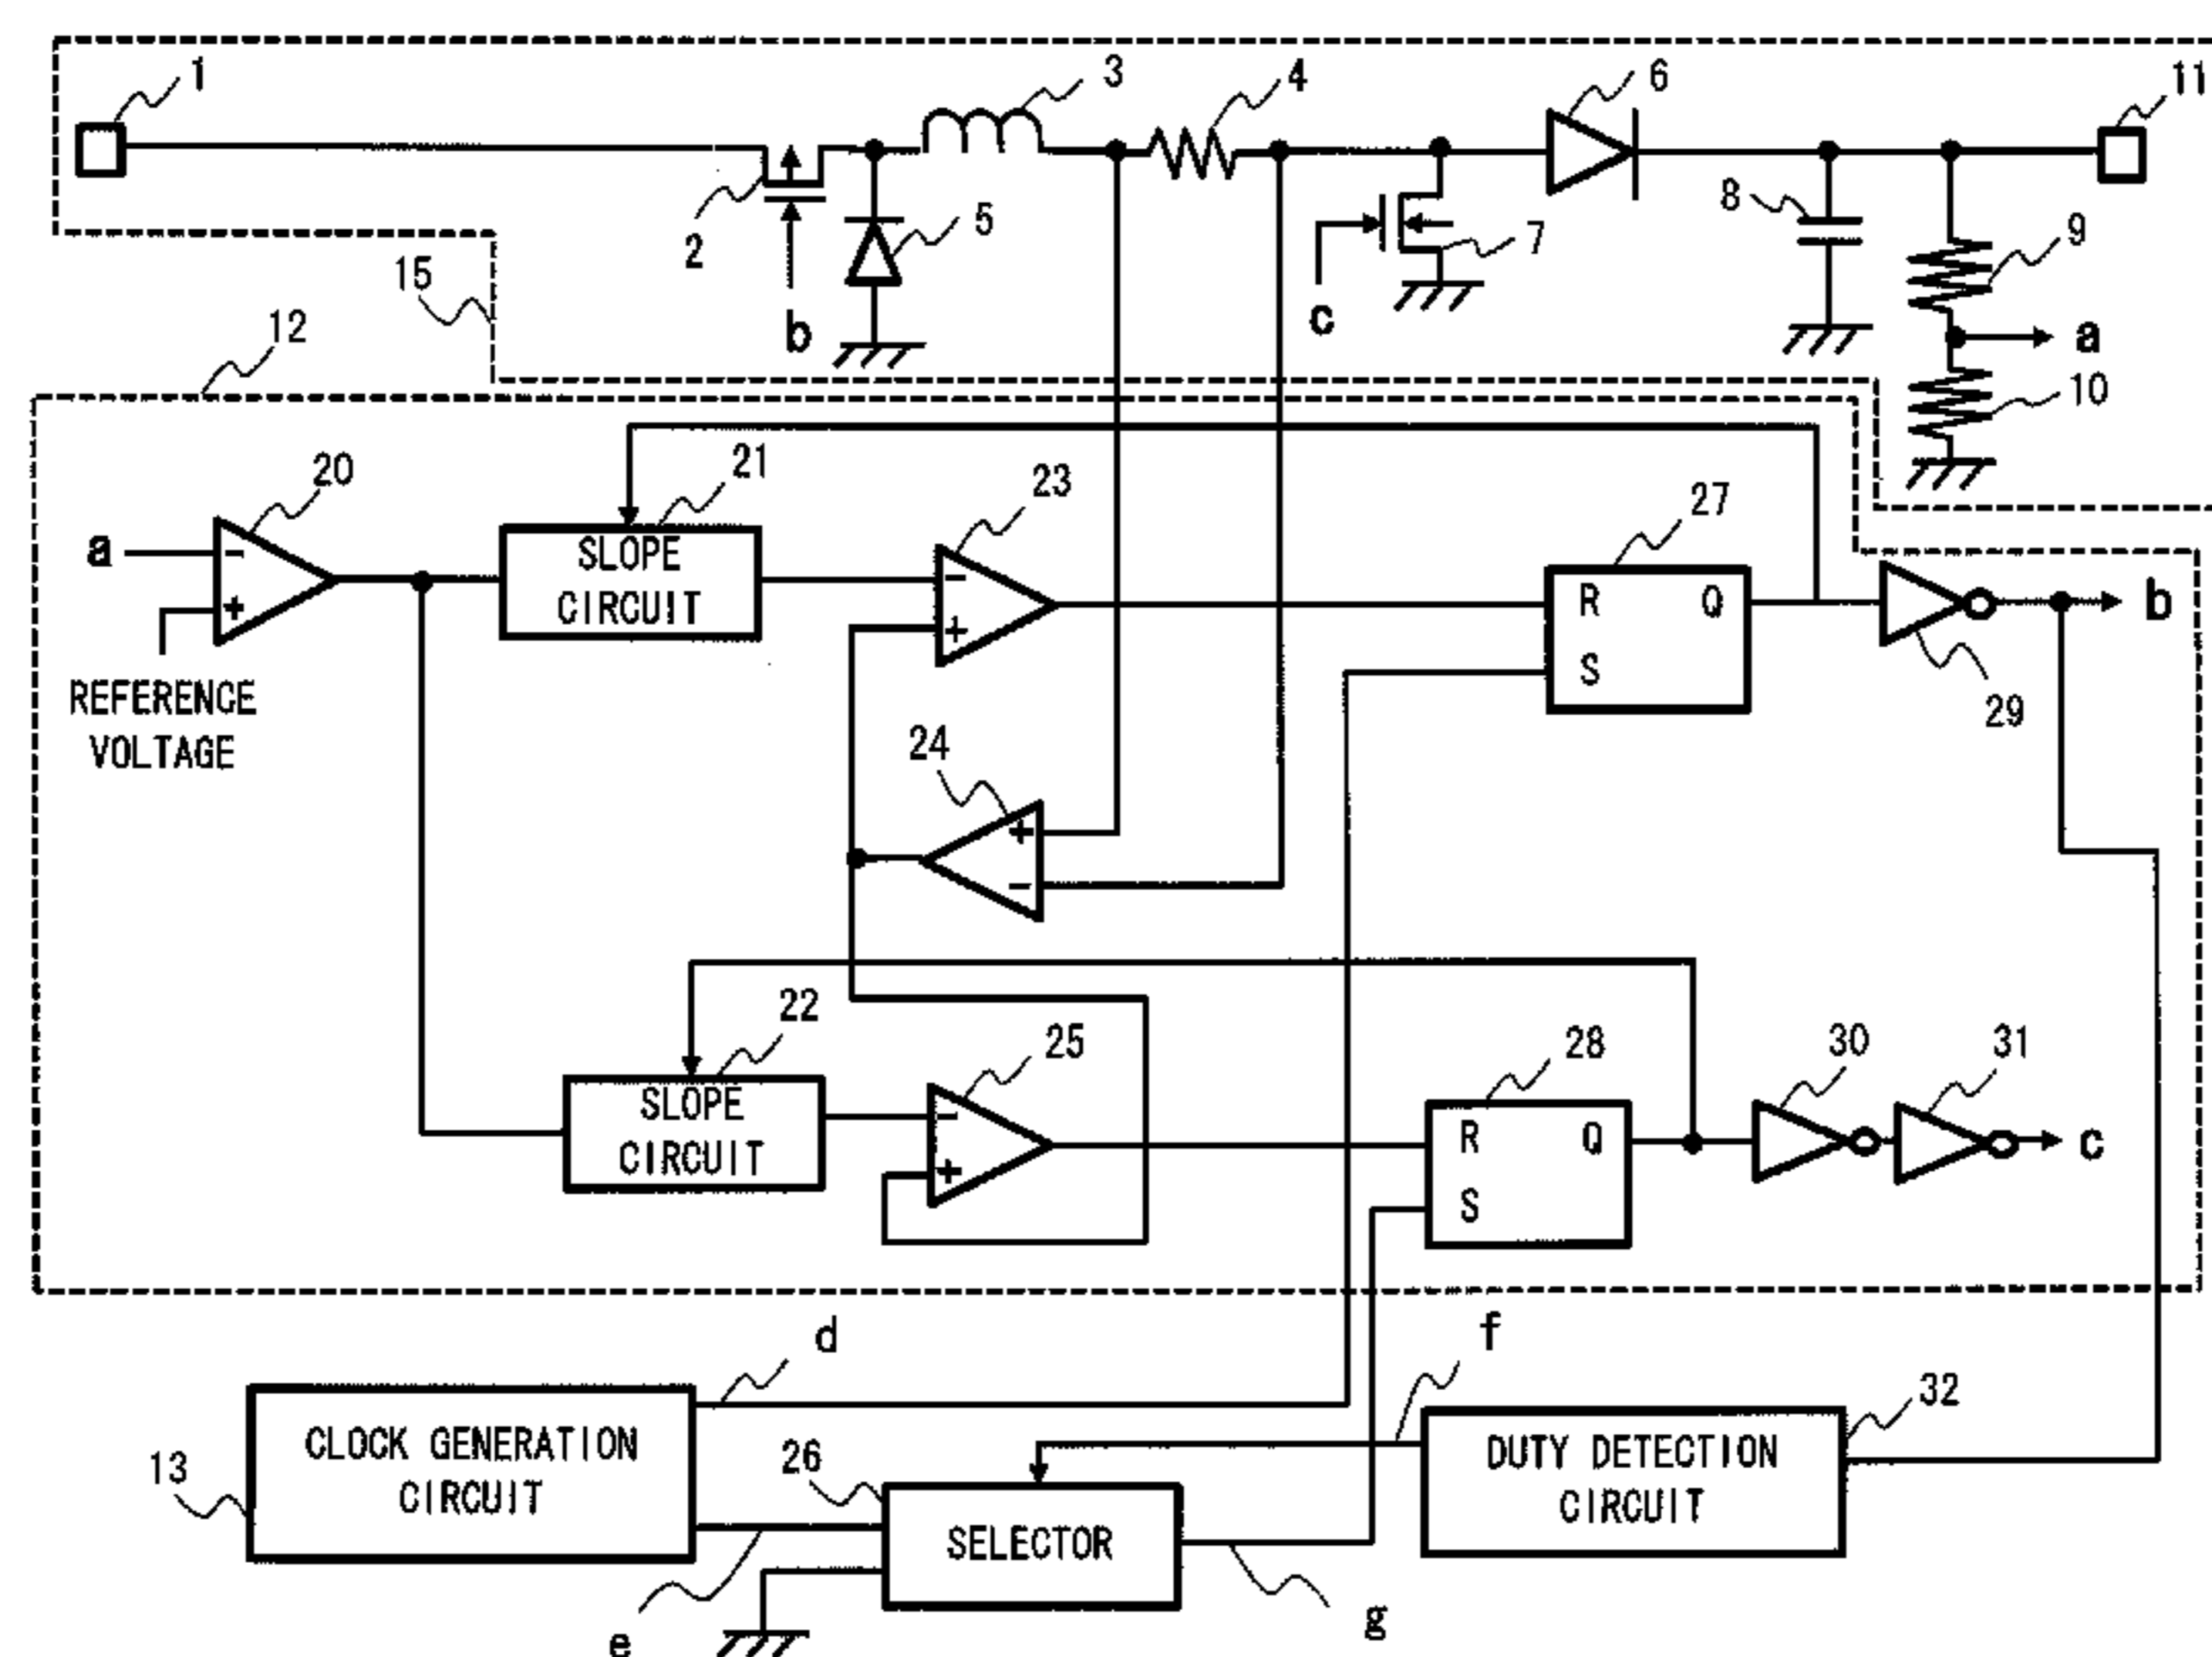 1
3
4
6
11
2
5
7
8
9
15
b
c
a
12
10
20
21
23
27
a
-
+
SLOPE
CIRCUIT
-
+
R
Q
S
b
REFERENCE
VOLTAGE
29
24
+
-
22
25
28
30
31
SLOPE
CIRCUIT
-
+
R
Q
S
c
d
f
32
CLOCK GENERATION
CIRCUIT
13
26
DUTY DETECTION
CIRCUIT
SELECTOR
e
g